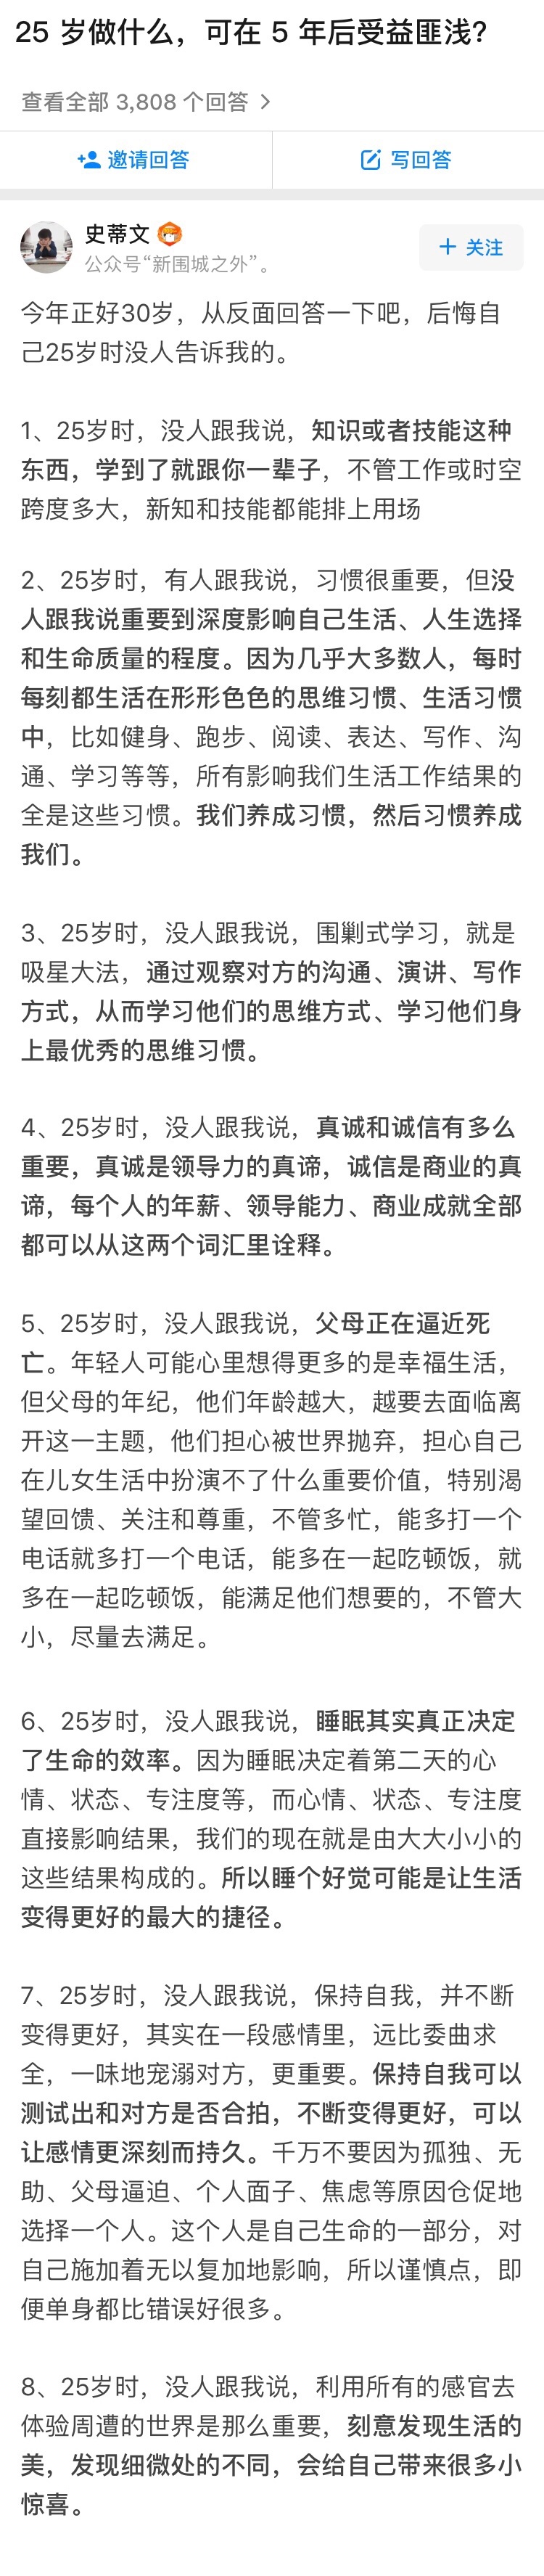 25 岁做什么，可在 5 年后受益匪浅？
查看全部 3,808 个回答
邀请回答
写回答
史蒂文
公众号“新围城之外”。
关注
今年正好30岁，从反面回答一下吧，后悔自
己25岁时没人告诉我的。
1、25岁时，没人跟我说，知识或者技能这种
东西，学到了就跟你一辈子，不管工作或时空
跨度多大，新知和技能都能排上用场
2、25岁时，有人跟我说，习惯很重要，但没
人跟我说重要到深度影响自己生活、人生选择
和生命质量的程度。因为几乎大多数人，每时
每刻都生活在形形色色的思维习惯、生活习惯
中，比如健身、跑步、阅读、表达、写作、沟
通、学习等等，所有影响我们生活工作结果的
全是这些习惯。我们养成习惯，然后习惯养成
我们。
3、25岁时，没人跟我说，围剿式学习，就是
吸星大法，通过观察对方的沟通、演讲、写作
方式，从而学习他们的思维方式、学习他们身
上最优秀的思维习惯。
4、25岁时，没人跟我说，真诚和诚信有多么
重要，真诚是领导力的真谛，诚信是商业的真
谛，每个人的年薪、领导能力、商业成就全部
都可以从这两个词汇里诠释。
5、25岁时，没人跟我说，父母正在逼近死
亡。年轻人可能心里想得更多的是幸福生活，
但父母的年纪，他们年龄越大，越要去面临离
开这一主题，他们担心被世界抛弃，担心自己
在儿女生活中扮演不了什么重要价值，特别渴
望回馈、关注和尊重，不管多忙，能多打一个
电话就多打一个电话，能多在一起吃顿饭，就
多在一起吃顿饭，能满足他们想要的，不管大
小，尽量去满足。
6、25岁时，没人跟我说，睡眠其实真正决定
了生命的效率。因为睡眠决定着第二天的心
情、状态、专注度等，而心情、状态、专注度
直接影响结果，我们的现在就是由大大小小的
这些结果构成的。所以睡个好觉可能是让生活
变得更好的最大的捷径。
7、25岁时，没人跟我说，保持自我，并不断
变得更好，其实在一段感情里，远比委曲求
全，一味地宠溺对方，更重要。保持自我可以
测试出和对方是否合拍，不断变得更好，可以
让感情更深刻而持久。千万不要因为孤独、无
助、父母逼迫、个人面子、焦虑等原因仓促地
选择一个人。这个人是自己生命的一部分，对
自己施加着无以复加地影响，所以谨慎点，即
便单身都比错误好很多。
8、25岁时，没人跟我说，利用所有的感官去
体验周遭的世界是那么重要，刻意发现生活的
美，发现细微处的不同，会给自己带来很多小
惊喜。